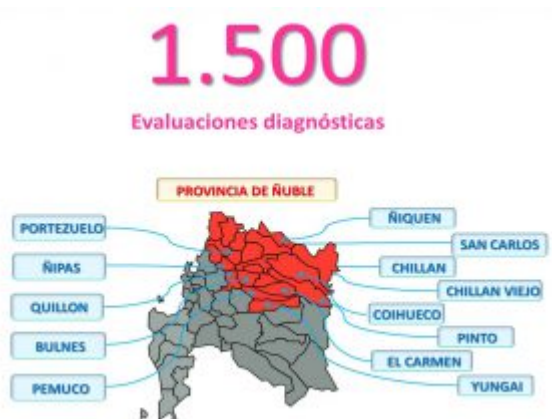 1.500
Evaluaciones diagnósticas
PROVINCIA DE ÑUBLE
PORTEZUELO
ÑIPAS
QUILLON
BULNES
PEMUCO
ÑIQUEN
SAN CARLOS
CHILLAN
CHILLAN VIEJO
COIHUECO
PINTO
EL CARMEN
YUNGAI